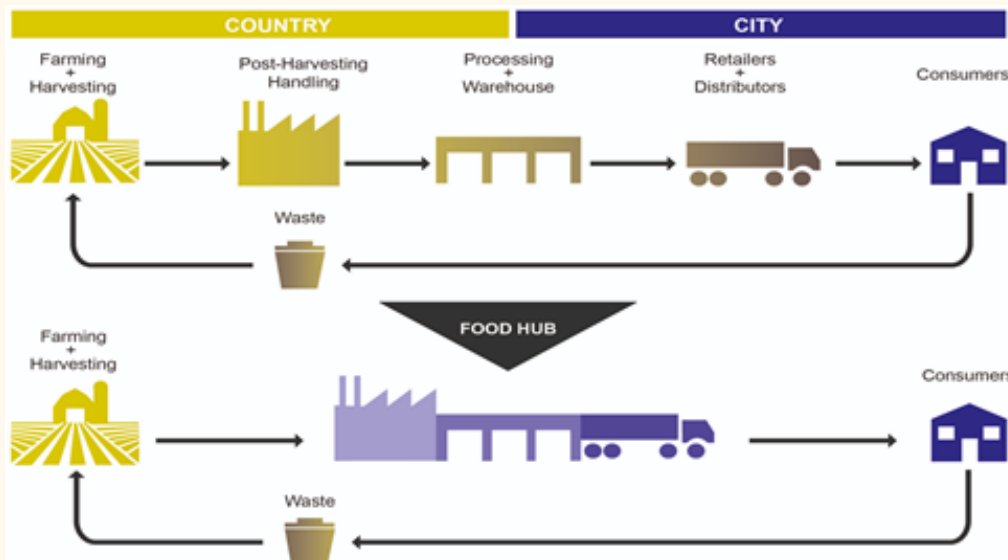 COUNTRY
CITY
Farming
+
Harvesting
Post-Harvesting
Handling
Processing
+
Warehouse
Retailers
+
Distributors
Consumers
Waste
FOOD HUB
Farming
+
Harvesting
Consumers
Waste